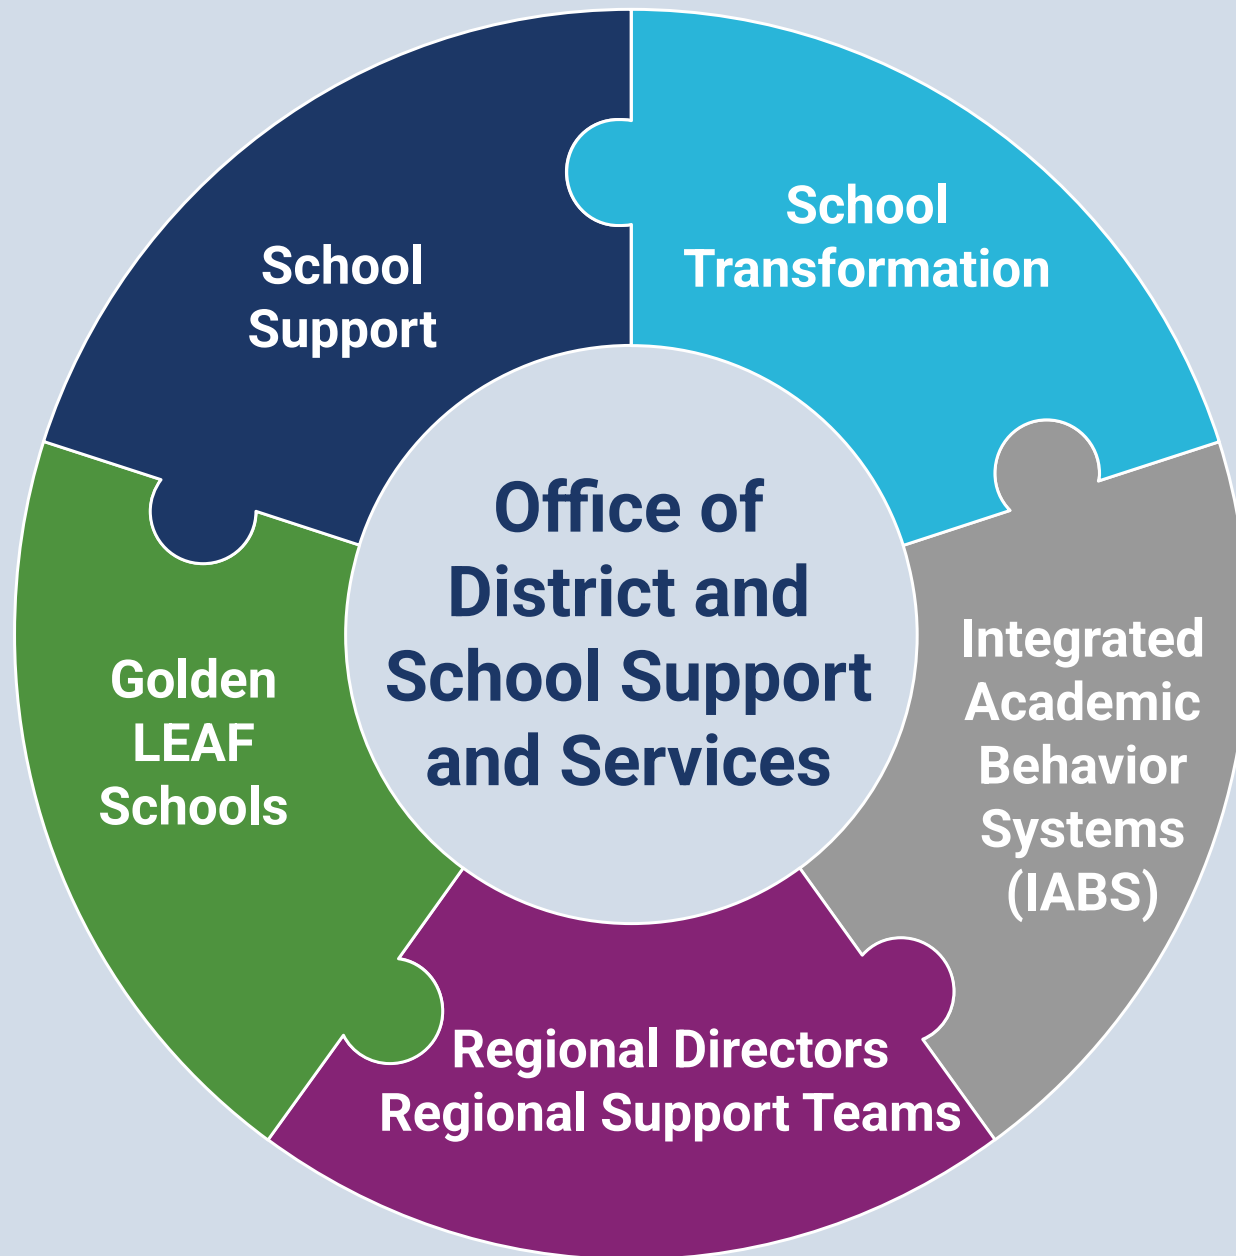 School
Support
School
Transformation
Office of
District and
School Support
and Services
Integrated
Academic
Behavior
Systems
(IABS)
Golden
LEAF
Schools
Regional Directors
Regional Support Teams